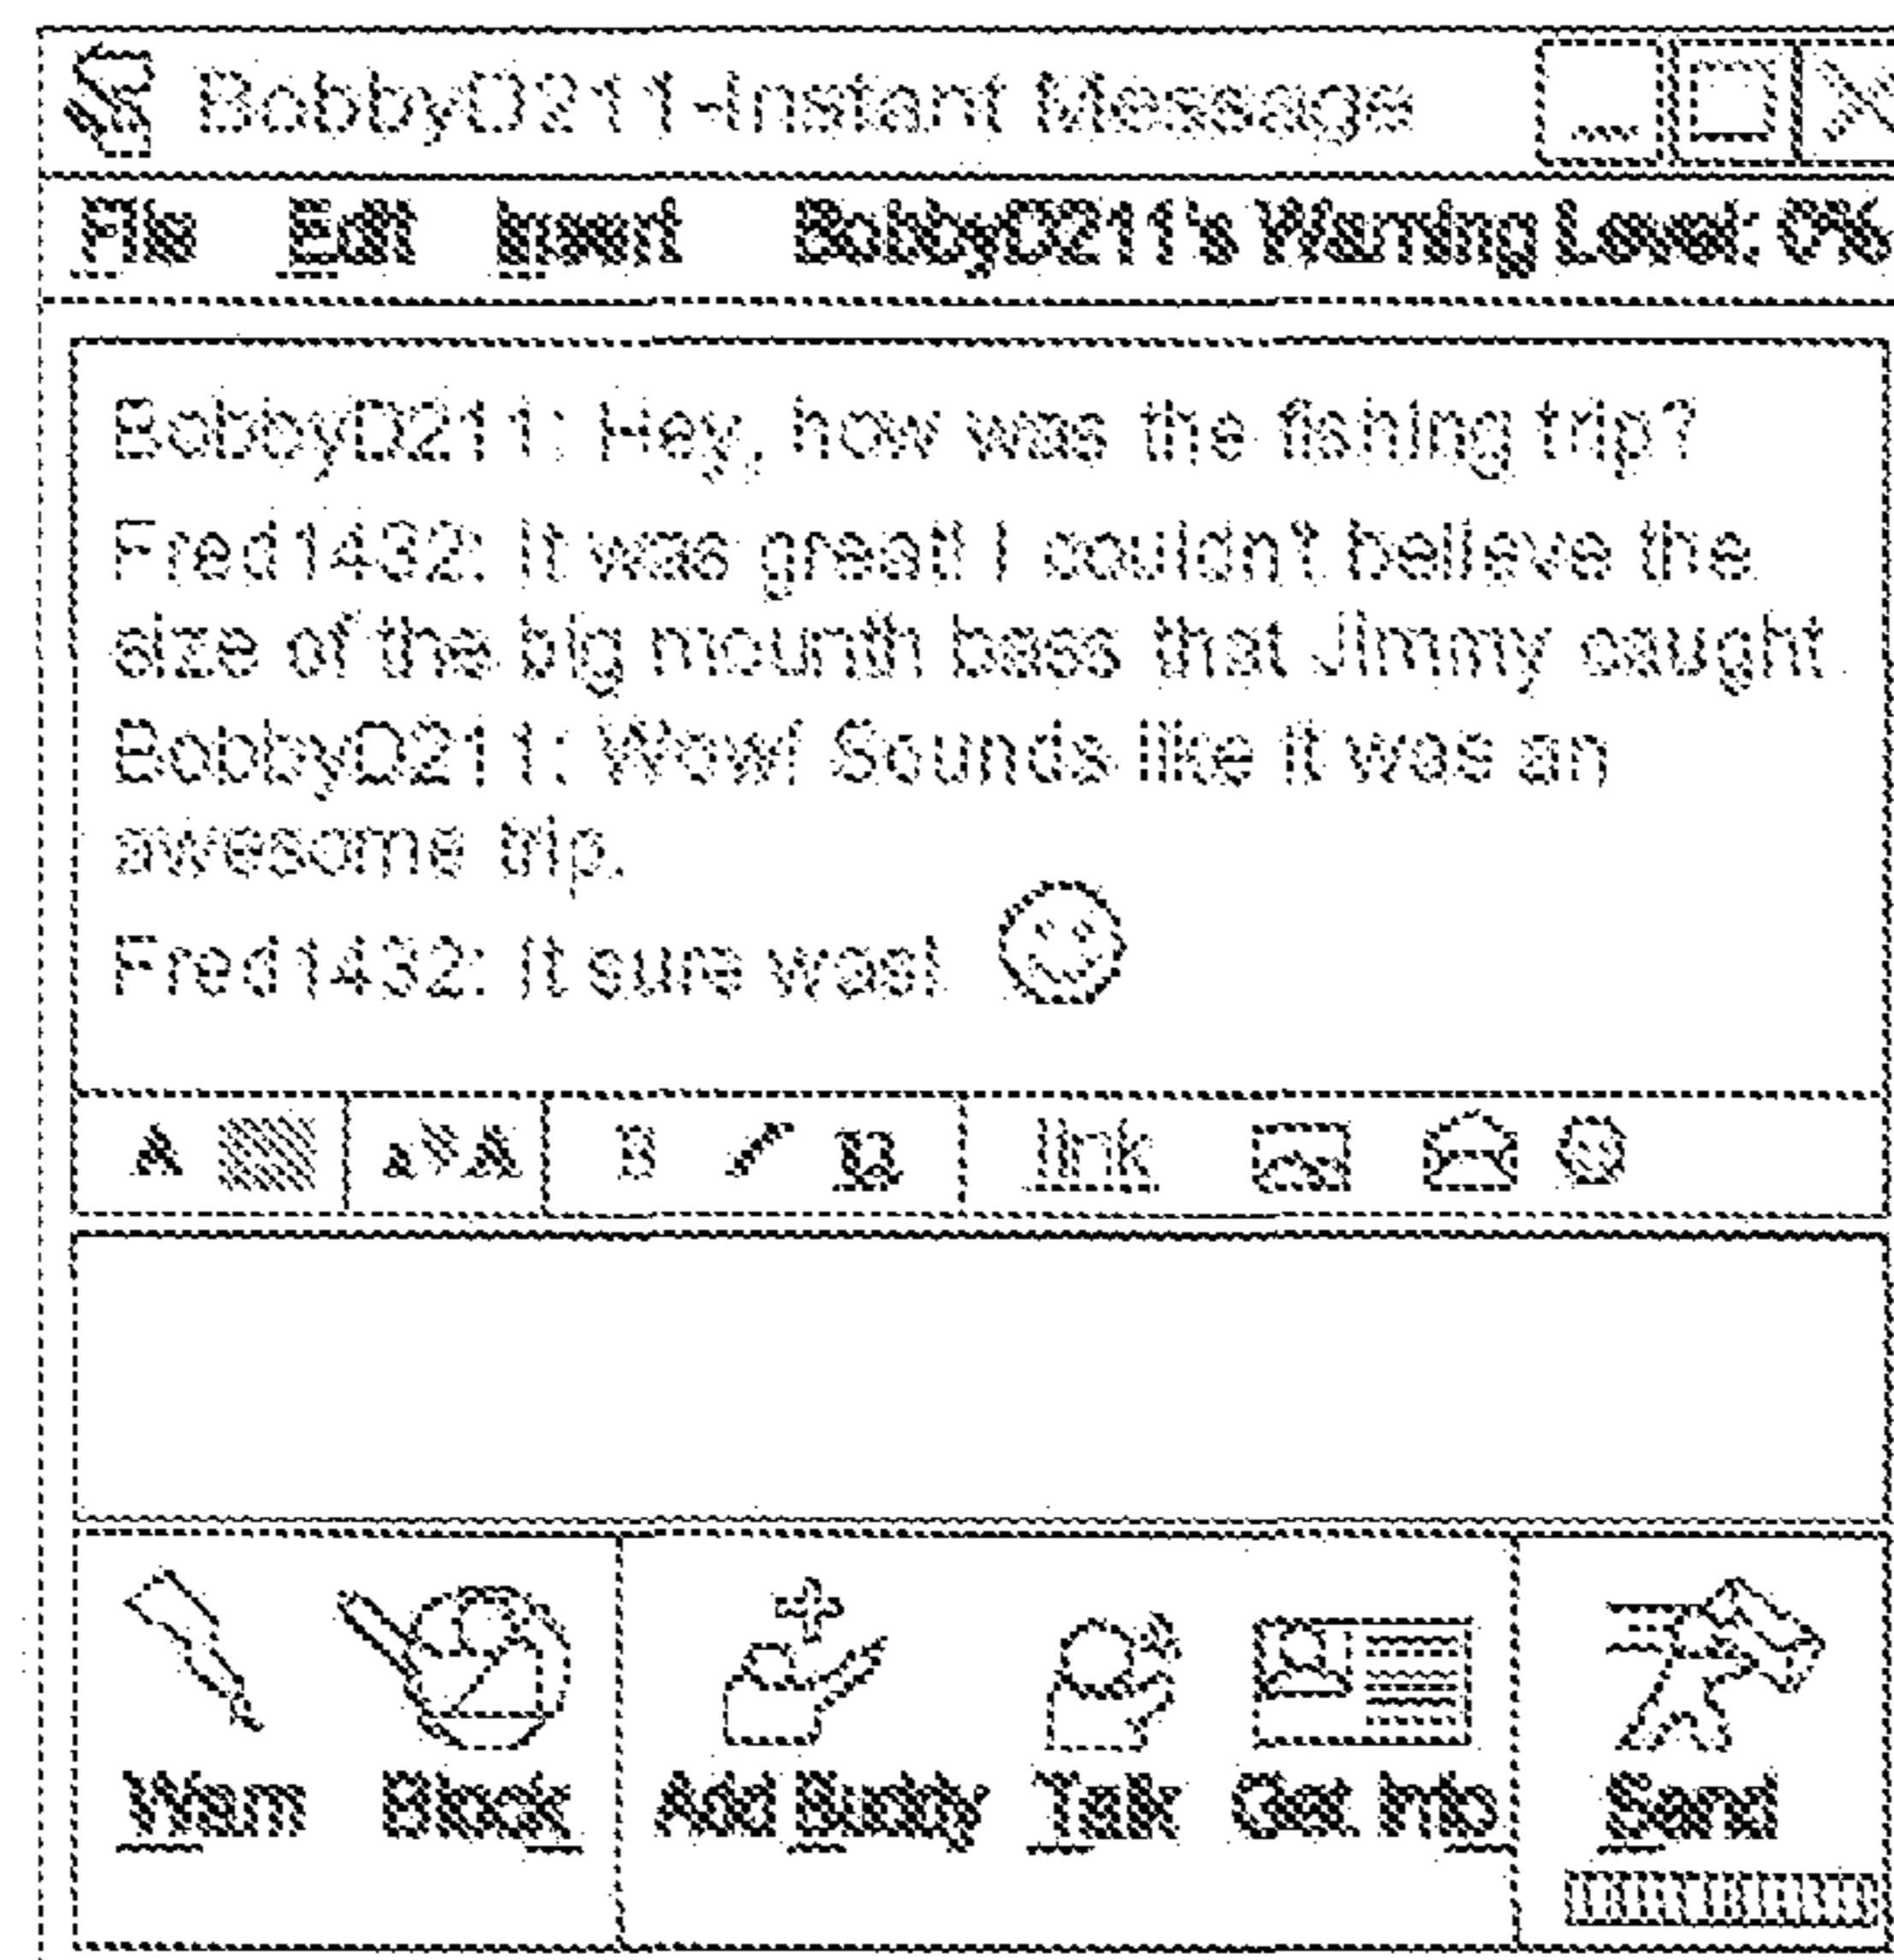 BobbyD211-Instant Message
File Edit Insert BobbyD211's Warning Level: 0%
BobbyD211: Hey, how was the fishing trip?
Fred1432: It was great! I couldn't believe the
size of the big mounth bass that Jimmy caught.
BobbyD211: Wow! Sounds like it was an
awesome trip.
Fred1432: It sure was!
A A A B I U link
Warn Block Add Buddy Talk Get Info Send